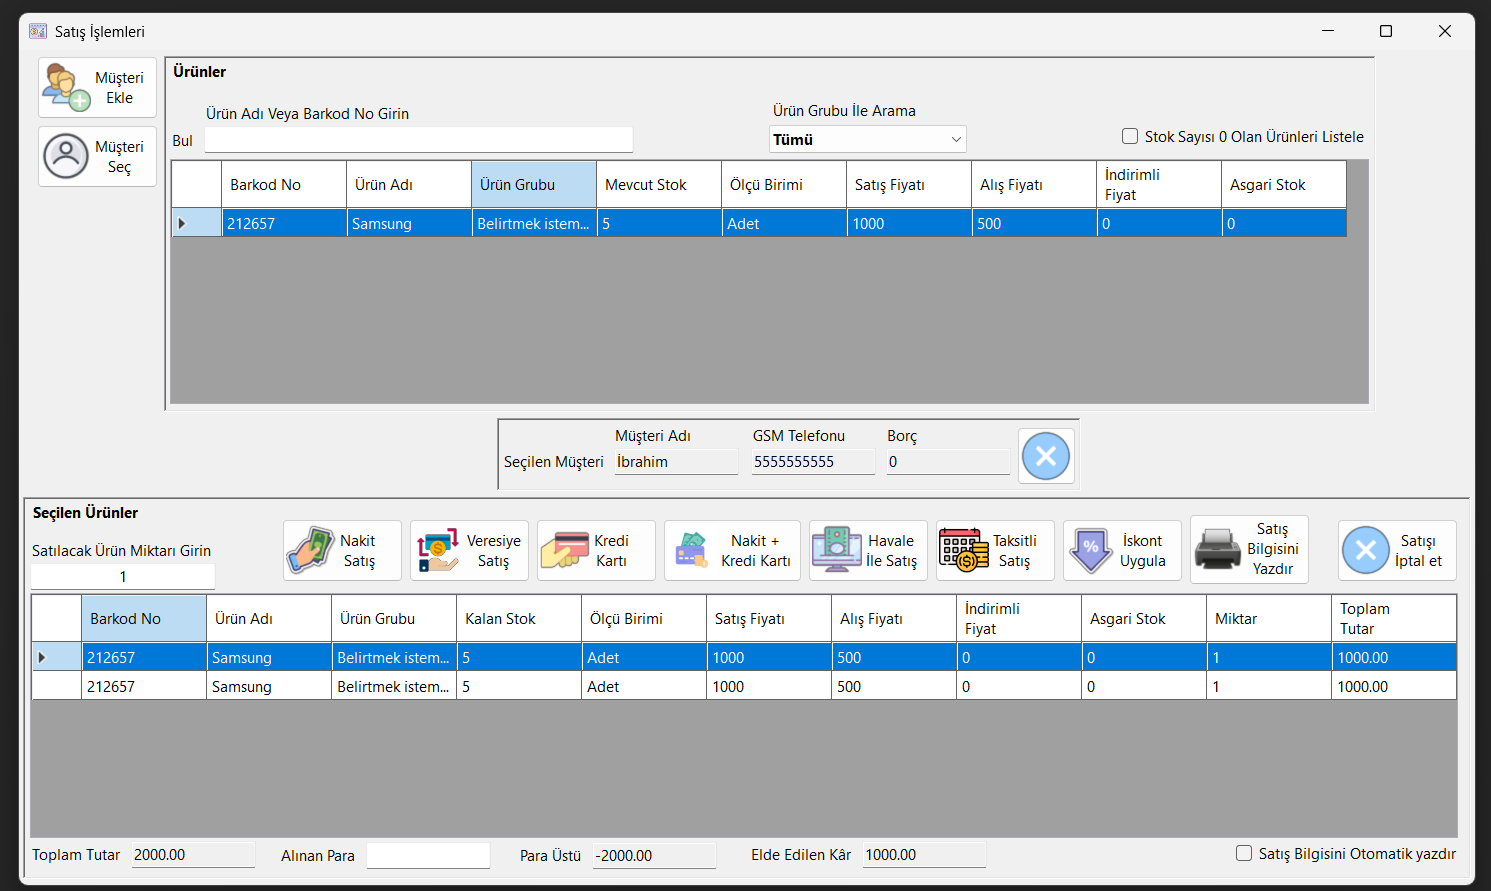 Satış İşlemleri
Müşteri
Ekle
Müşteri
Seç
Ürünler
Ürün Adı Veya Barkod No Girin
Ürün Grubu İle Arama
Bul
Tümü
Stok Sayısı 0 Olan Ürünleri Listele
Barkod No Ürün Adı Ürün Grubu Mevcut Stok Ölçü Birimi Satış Fiyatı Alış Fiyatı İndirimli Fiyat Asgari Stok
212657 Samsung Belirtmek istem... 5 Adet 1000 500 0 0
Müşteri Adı GSM Telefonu Borç
Seçilen Müşteri İbrahim 5555555555 0
Seçilen Ürünler
Satılacak Ürün Miktarı Girin
1
Nakit
Satış
Veresiye
Satış
Kredi
Kartı
Nakit +
Kredi Kartı
Havale
İle Satış
Taksitli
Satış
%
İskont
Uygula
Satış
Bilgisini
Yazdır
Satışı
İptal et
Barkod No Ürün Adı Ürün Grubu Kalan Stok Ölçü Birimi Satış Fiyatı Alış Fiyatı İndirimli Fiyat Asgari Stok Miktar Toplam Tutar
212657 Samsung Belirtmek istem... 5 Adet 1000 500 0 0 1 1000.00
212657 Samsung Belirtmek istem... 5 Adet 1000 500 0 0 1 1000.00
Toplam Tutar 2000.00 Alınan Para Para Üstü -2000.00 Elde Edilen Kâr 1000.00 Satış Bilgisini Otomatik yazdır